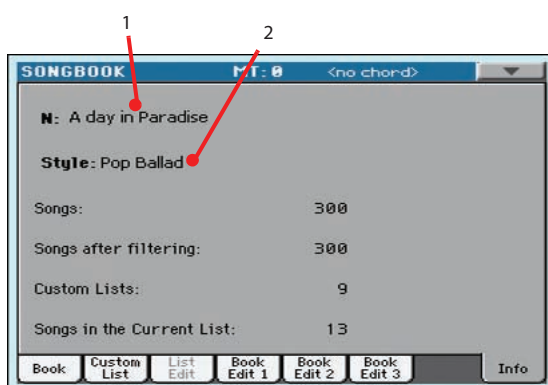 1
2
SONGBOOK MT:0 <no chord>
N: A day in Paradise
Style: Pop Ballad
Songs: 300
Songs after filtering: 300
Custom Lists: 9
Songs in the Current List: 13
Book Custom List List Edit Book Edit 1 Book Edit 2 Book Edit 3 Info